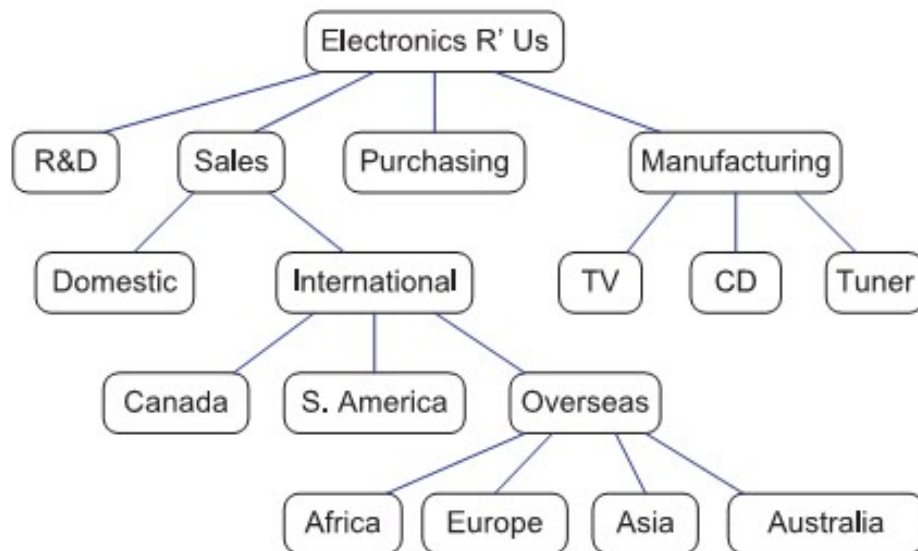 Electronics R' Us
R&D Sales Purchasing Manufacturing
Domestic International TV CD Tuner
Canada S. America Overseas
Africa Europe Asia Australia